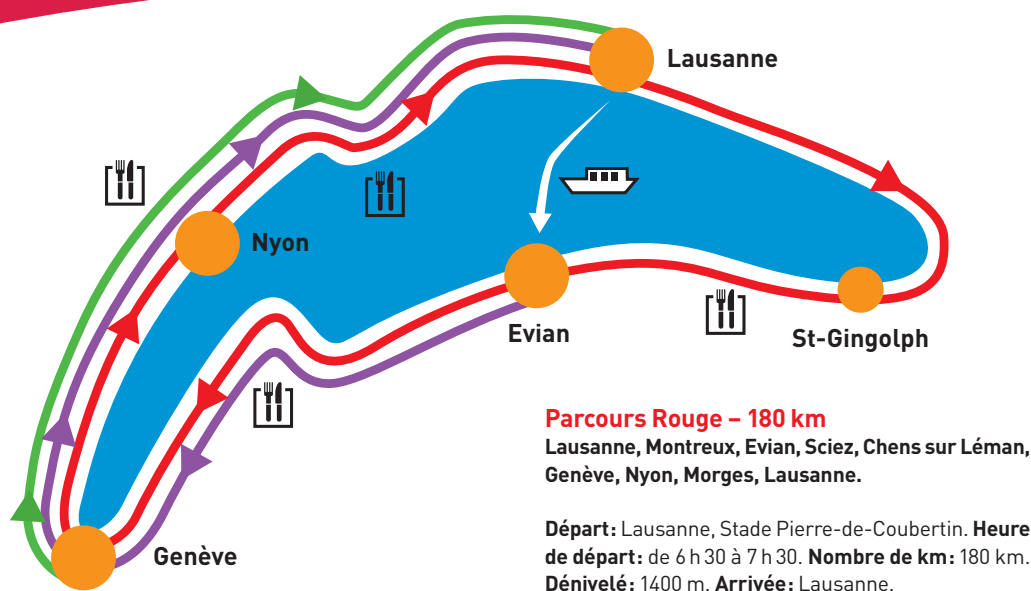 Lausanne
Nyon
Evian
St-Gingolph
Genève
Parcours Rouge – 180 km
Lausanne, Montreux, Evian, Sciez, Chens sur Léman,
Genève, Nyon, Morges, Lausanne.
Départ: Lausanne, Stade Pierre-de-Coubertin. Heure
de départ: de 6 h 30 à 7 h 30. Nombre de km: 180 km.
Dénivelé: 1400 m. Arrivée: Lausanne.